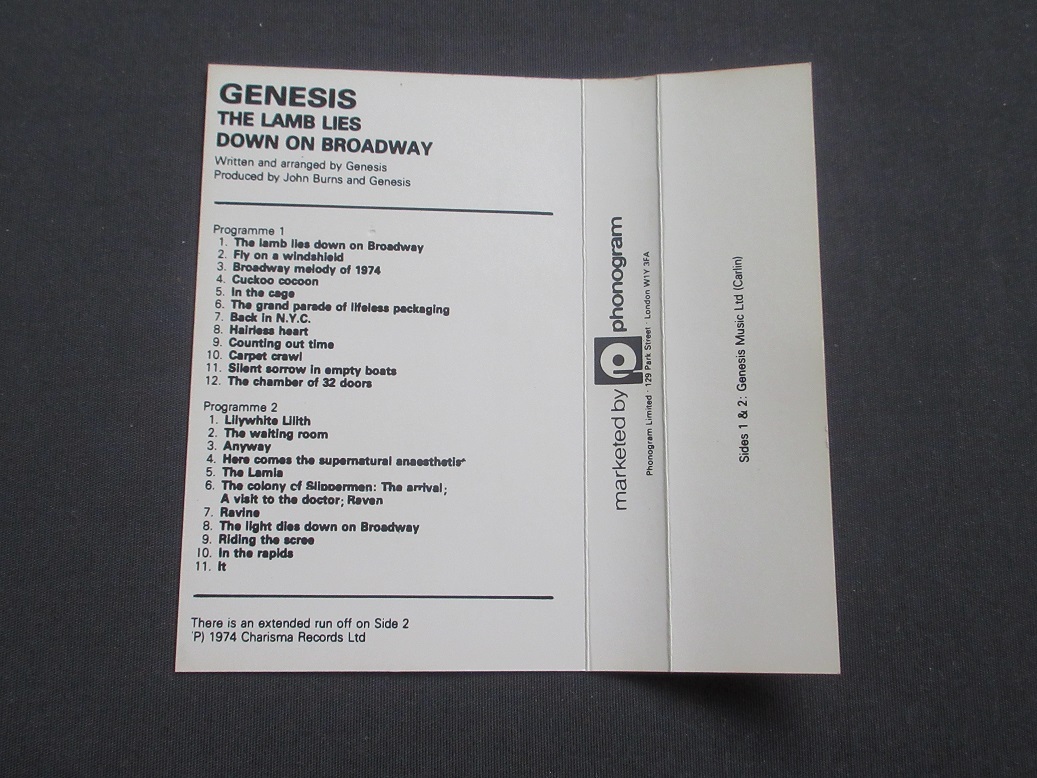 GENESIS
THE LAMB LIES
DOWN ON BROADWAY
Written and arranged by Genesis
Produced by John Burns and Genesis
Programme 1
1. The lamb lies down on Broadway
2. Fly on a windshield
3. Broadway melody of 1974
4. Cuckoo cocoon
5. In the cage
6. The grand parade of lifeless packaging
7. Back in N.Y.C.
8. Hairless heart
9. Counting out time
10. Carpet crawl
11. Silent sorrow in empty boats
12. The chamber of 32 doors
Programme 2
1. Lilywhite Lilith
2. The waiting room
3. Anyway
4. Here comes the supernatural anaesthetist
5. The Lamia
6. The colony of Slippermen: The arrival;
A visit to the doctor; Raven
7. Ravine
8. The light dies down on Broadway
9. Riding the scree
10. In the rapids
11. It
There is an extended run off on Side 2
(P) 1974 Charisma Records Ltd
marketed by phonogram
Phonogram Limited · 129 Park Street · London W1Y 3FA
Sides 1 & 2: Genesis Music Ltd (Carlin)